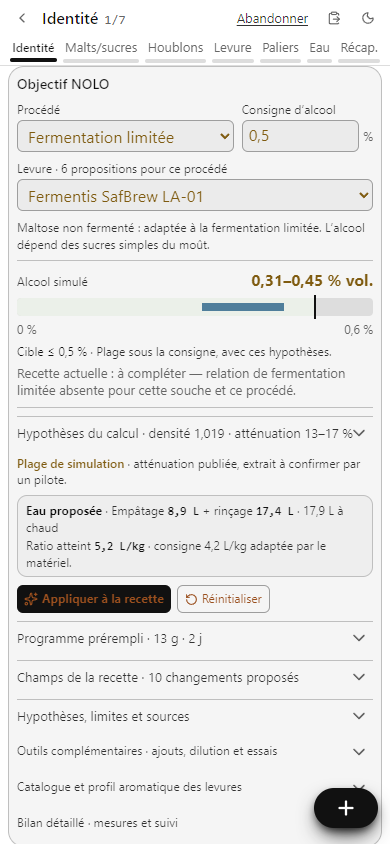 Identité 1/7
Abandonner
Identité Malts/sucres Houblons Levure Paliers Eau Récap.
Objectif NOLO
Procédé Consigne d'alcool
Fermentation limitée 0,5 %
Levure · 6 propositions pour ce procédé
Fermentis SafBrew LA-01
Maltose non fermenté : adaptée à la fermentation limitée. L'alcool
dépend des sucres simples du moût.
Alcool simulé 0,31–0,45 % vol.
0 % 0,6 %
Cible ≤ 0,5 % · Plage sous la consigne, avec ces hypothèses.
Recette actuelle : à compléter — relation de fermentation
limitée absente pour cette souche et ce procédé.
Hypothèses du calcul · densité 1,019 · atténuation 13–17 %
Plage de simulation · atténuation publiée, extrait à confirmer par
un pilote.
Eau proposée · Empâtage 8,9 L + rinçage 17,4 L · 17,9 L à
chaud
Ratio atteint 5,2 L/kg · consigne 4,2 L/kg adaptée par le
matériel.
Appliquer à la recette Réinitialiser
Programme prérempli · 13 g · 2 j
Champs de la recette · 10 changements proposés
Hypothèses, limites et sources
Outils complémentaires · ajouts, dilution et essais
Catalogue et profil aromatique des levures
Bilan détaillé · mesures et suivi